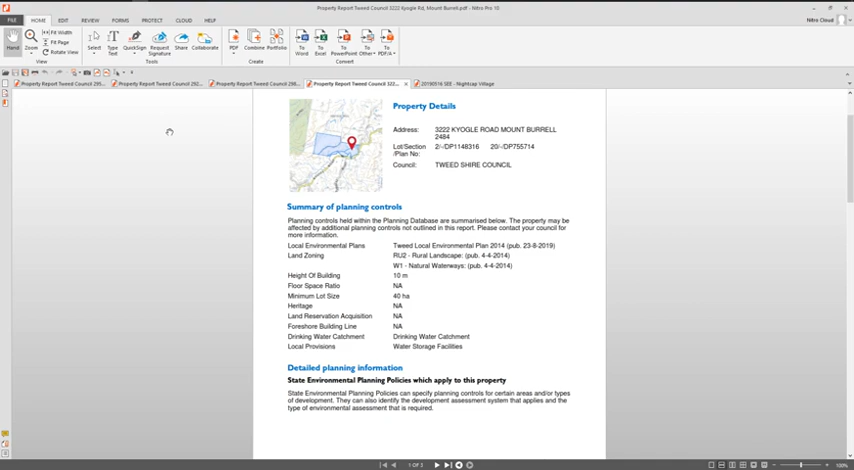 Property Report Tweed Council 3222 Kyogle Rd, Mount Burrell.pdf - Nitro Pro 10
FILE HOME EDIT REVIEW FORMS PROTECT CLOUD HELP
Nitro Cloud
Hand Zoom Fit Width Fit Page Rotate View
Select Type Text QuickSign Request Signature Share Collaborate
PDF Combine Portfolio
To Word To Excel To Power To Other To PDF/A
View Tools Create Convert
Property Report Tweed Council 295... Property Report Tweed Council 292... Property Report Tweed Council 298... Property Report Tweed Council 322... 20190516 SEE - Nightcap Village
Property Details
Address: 3222 KYOGLE ROAD MOUNT BURRELL
2484
Lot/Section 2/-/DP1148316 20/-/DP755714
/Plan No:
Council: TWEED SHIRE COUNCIL
Summary of planning controls
Planning controls held within the Planning Database are summarised below. The property may
be affected by additional planning controls not outlined in this report. Please contact your council for
more information.
Local Environmental Plans Tweed Local Environmental Plan 2014 (pub. 23-8-2019)
Land Zoning RU2 - Rural Landscape: (pub. 4-4-2014)
W1 - Natural Waterways: (pub. 4-4-2014)
Height Of Building 10 m
Floor Space Ratio NA
Minimum Lot Size 40 ha
Heritage NA
Land Reservation Acquisition NA
Foreshore Building Line NA
Drinking Water Catchment Drinking Water Catchment
Local Provisions Water Storage Facilities
Detailed planning information
State Environmental Planning Policies which apply to this property
State Environmental Planning Policies can specify planning controls for certain areas and/or types
of development. They can also identify the development assessment system that applies and the
type of environmental assessment that is required.
1 OF 3
100%